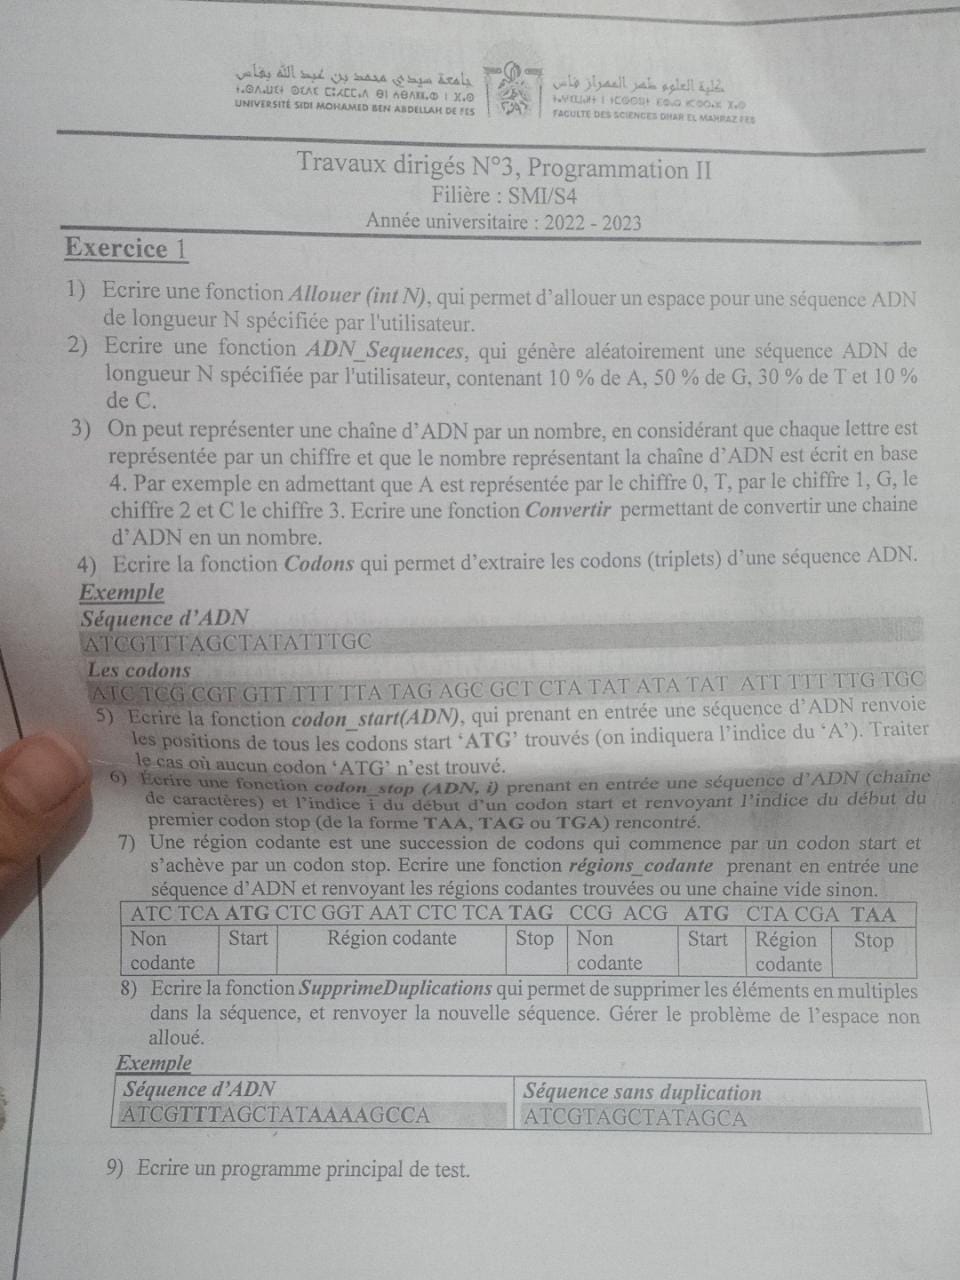 جامعة سيدي محمد بن عبد الله بفاس
UNIVERSITÉ SIDI MOHAMED BEN ABDELLAH DE FES
كلية العلوم ظهر المهراز فاس
FACULTE DES SCIENCES DHAR EL MAHRAZ FES
Travaux dirigés N°3, Programmation II
Filière : SMI/S4
Année universitaire : 2022 - 2023
Exercice 1
1) Ecrire une fonction Allouer (int N), qui permet d’allouer un espace pour une séquence ADN
de longueur N spécifiée par l'utilisateur.
2) Ecrire une fonction ADN_Sequences, qui génère aléatoirement une séquence ADN de
longueur N spécifiée par l'utilisateur, contenant 10 % de A, 50 % de G, 30 % de T et 10 %
de C.
3) On peut représenter une chaîne d’ADN par un nombre, en considérant que chaque lettre est
représentée par un chiffre et que le nombre représentant la chaîne d’ADN est écrit en base
4. Par exemple en admettant que A est représentée par le chiffre 0, T, par le chiffre 1, G, le
chiffre 2 et C le chiffre 3. Ecrire une fonction Convertir permettant de convertir une chaine
d’ADN en un nombre.
4) Ecrire la fonction Codons qui permet d’extraire les codons (triplets) d’une séquence ADN.
Exemple
Séquence d’ADN
ATCGTTTAGCTATATTTGC
Les codons
ATC TCG CGT GTT TTT TTA TAG AGC GCT CTA TAT ATA TAT ATT TTT TTG TGC
5) Ecrire la fonction codon_start(ADN), qui prenant en entrée une séquence d’ADN renvoie
les positions de tous les codons start ‘ATG’ trouvés (on indiquera l’indice du ‘A’). Traiter
le cas où aucun codon ‘ATG’ n’est trouvé.
6) Ecrire une fonction codon_stop (ADN, i) prenant en entrée une séquence d’ADN (chaîne
de caractères) et l’indice i du début d’un codon start et renvoyant l’indice du début du
premier codon stop (de la forme TAA, TAG ou TGA) rencontré.
7) Une région codante est une succession de codons qui commence par un codon start et
s’achève par un codon stop. Ecrire une fonction régions_codante prenant en entrée une
séquence d’ADN et renvoyant les régions codantes trouvées ou une chaine vide sinon.
ATC TCA ATG CTC GGT AAT CTC TCA TAG CCG ACG ATG CTA CGA TAA
Non codante Start Région codante Stop Non codante Start Région codante Stop
8) Ecrire la fonction SupprimeDuplications qui permet de supprimer les éléments en multiples
dans la séquence, et renvoyer la nouvelle séquence. Gérer le problème de l’espace non
alloué.
Exemple
Séquence d’ADN Séquence sans duplication
ATCGTTTAGCTATAAAAGCCA ATCGTAGCTATAGCA
9) Ecrire un programme principal de test.